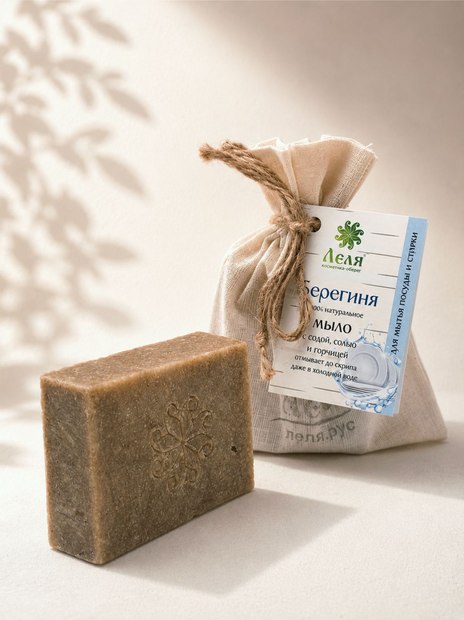 Леля®
косметика-оберег
Берегиня
100% натуральное
мыло
с содой, солью
и горчицей
отмывает до скрипа
даже в холодной воде
для мытья посуды и стирки
леля.рус